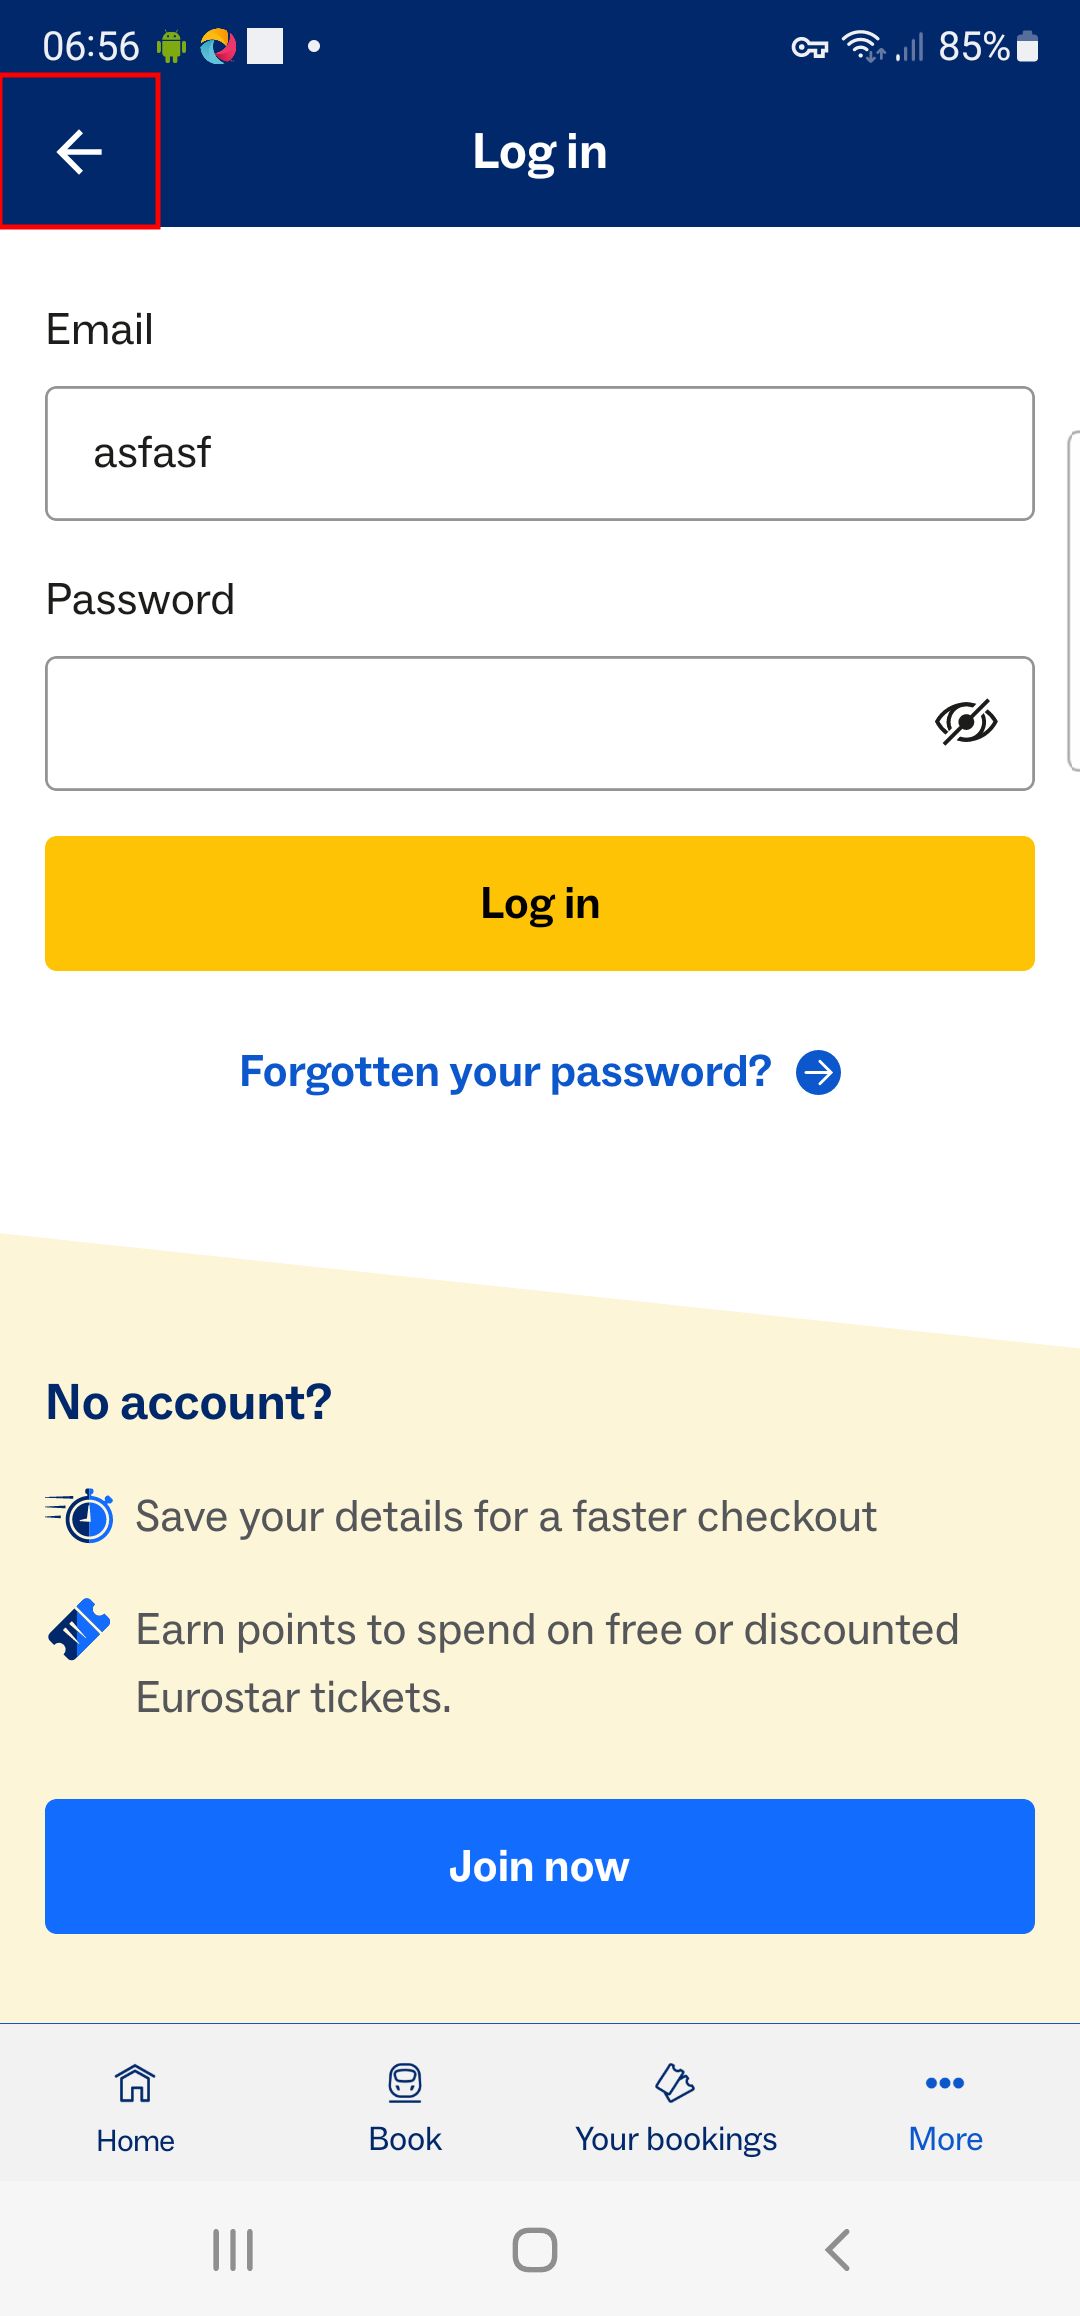 06:56
85%
Log in
Email
asfasf
Password
Log in
Forgotten your password?
No account?
Save your details for a faster checkout
Earn points to spend on free or discounted
Eurostar tickets.
Join now
Home
Book
Your bookings
More